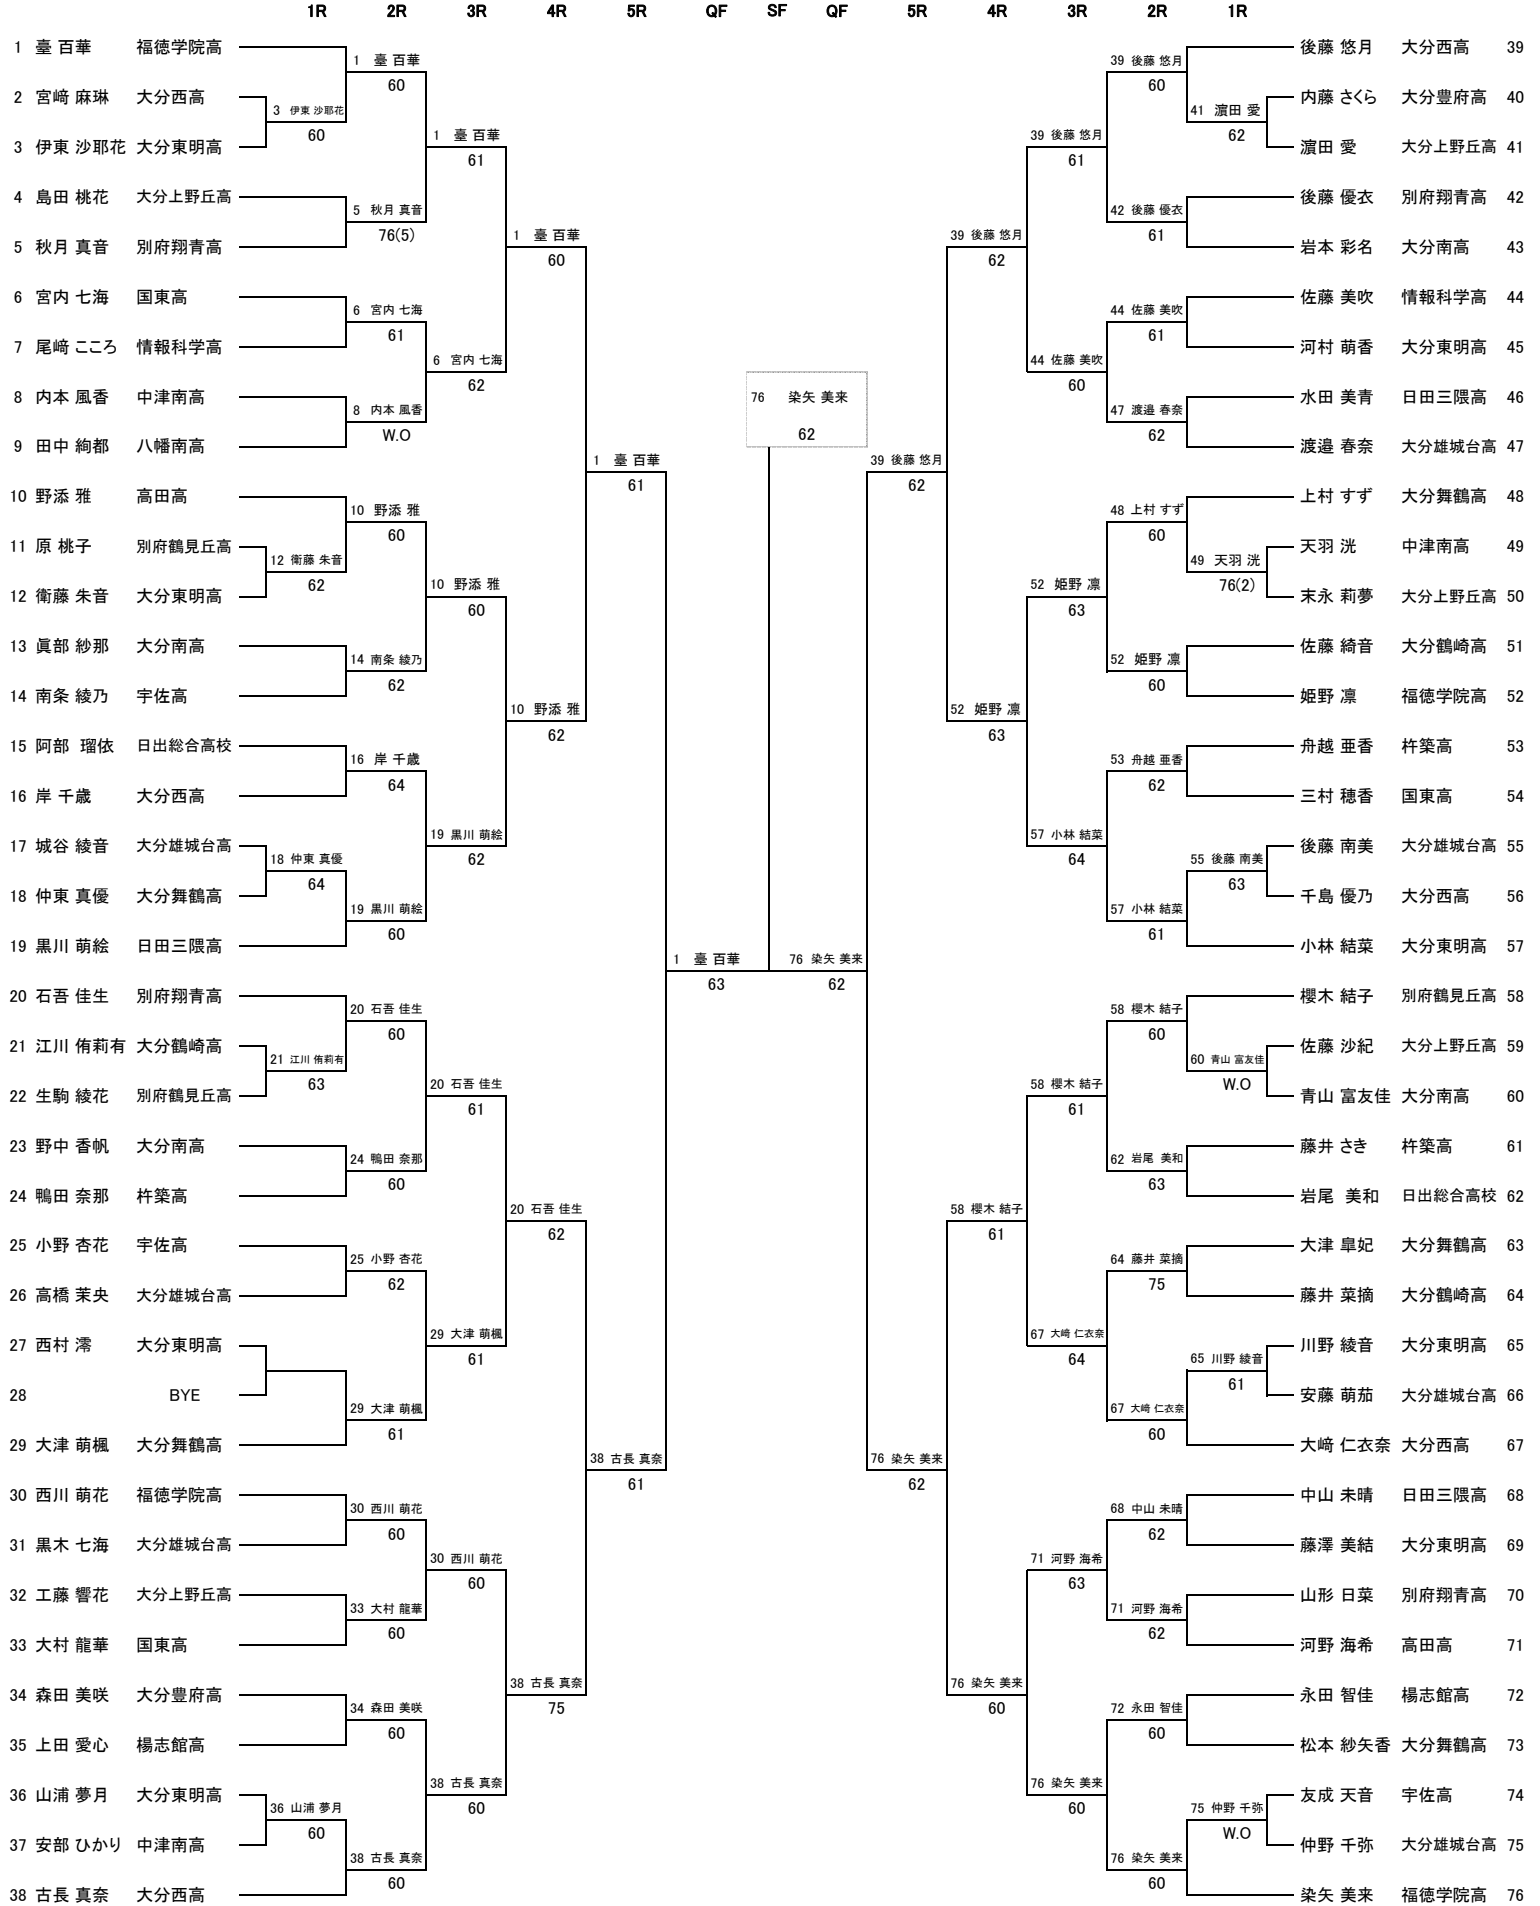 1R 2R 3R 4R 5R QF SF QF 5R 4R 3R 2R 1R
1 臺 百華 福徳学院高
2 宮﨑 麻琳 大分西高
3 伊東 沙耶花 大分東明高
4 島田 桃花 大分上野丘高
5 秋月 真音 別府翔青高
6 宮内 七海 国東高
7 尾﨑 こころ 情報科学高
8 内本 風香 中津南高
9 田中 絢都 八幡南高
10 野添 雅 高田高
11 原 桃子 別府鶴見丘高
12 衛藤 朱音 大分東明高
13 眞部 紗那 大分南高
14 南条 綾乃 宇佐高
15 阿部 瑠依 日出総合高校
16 岸 千歳 大分西高
17 城谷 綾音 大分雄城台高
18 仲東 真優 大分舞鶴高
19 黒川 萌絵 日田三隈高
20 石吾 佳生 別府翔青高
21 江川 侑莉有 大分鶴崎高
22 生駒 綾花 別府鶴見丘高
23 野中 香帆 大分南高
24 鴨田 奈那 杵築高
25 小野 杏花 宇佐高
26 高橋 茉央 大分雄城台高
27 西村 澪 大分東明高
28 BYE
29 大津 萌楓 大分舞鶴高
30 西川 萌花 福徳学院高
31 黒木 七海 大分雄城台高
32 工藤 響花 大分上野丘高
33 大村 龍華 国東高
34 森田 美咲 大分豊府高
35 上田 愛心 楊志館高
36 山浦 夢月 大分東明高
37 安部 ひかり 中津南高
38 古長 真奈 大分西高
3 伊東 沙耶花
60
12 衛藤 朱音
62
18 仲東 真優
64
21 江川 侑莉有
63
36 山浦 夢月
60
1 臺 百華
60
5 秋月 真音
76(5)
6 宮内 七海
61
8 内本 風香
W.O
10 野添 雅
60
14 南条 綾乃
62
16 岸 千歳
64
19 黒川 萌絵
60
20 石吾 佳生
60
24 鴨田 奈那
60
25 小野 杏花
62
29 大津 萌楓
61
30 西川 萌花
60
33 大村 龍華
60
34 森田 美咲
60
38 古長 真奈
60
1 臺 百華
61
6 宮内 七海
62
10 野添 雅
60
19 黒川 萌絵
62
20 石吾 佳生
61
29 大津 萌楓
61
30 西川 萌花
60
38 古長 真奈
60
1 臺 百華
60
10 野添 雅
62
20 石吾 佳生
62
38 古長 真奈
75
1 臺 百華
61
38 古長 真奈
61
1 臺 百華
63
76 染矢 美来
62
76 染矢 美来
62
39 後藤 悠月
62
76 染矢 美来
62
39 後藤 悠月
62
52 姫野 凛
63
58 櫻木 結子
61
76 染矢 美来
60
39 後藤 悠月
61
44 佐藤 美吹
60
52 姫野 凛
63
57 小林 結菜
64
58 櫻木 結子
61
67 大﨑 仁衣奈
64
71 河野 海希
63
76 染矢 美来
60
39 後藤 悠月
60
42 後藤 優衣
61
44 佐藤 美吹
61
47 渡邉 春奈
62
48 上村 すず
60
52 姫野 凛
60
53 舟越 亜香
62
57 小林 結菜
61
58 櫻木 結子
60
62 岩尾 美和
63
64 藤井 菜摘
75
67 大﨑 仁衣奈
60
68 中山 未晴
62
71 河野 海希
62
72 永田 智佳
60
76 染矢 美来
60
41 濵田 愛
62
49 天羽 洸
76(2)
55 後藤 南美
63
60 青山 富友佳
W.O
65 川野 綾音
61
75 仲野 千弥
W.O
後藤 悠月 大分西高 39
内藤 さくら 大分豊府高 40
濵田 愛 大分上野丘高 41
後藤 優衣 別府翔青高 42
岩本 彩名 大分南高 43
佐藤 美吹 情報科学高 44
河村 萌香 大分東明高 45
水田 美青 日田三隈高 46
渡邉 春奈 大分雄城台高 47
上村 すず 大分舞鶴高 48
天羽 洸 中津南高 49
末永 莉夢 大分上野丘高 50
佐藤 綺音 大分鶴崎高 51
姫野 凛 福徳学院高 52
舟越 亜香 杵築高 53
三村 穂香 国東高 54
後藤 南美 大分雄城台高 55
千島 優乃 大分西高 56
小林 結菜 大分東明高 57
櫻木 結子 別府鶴見丘高 58
佐藤 沙紀 大分上野丘高 59
青山 富友佳 大分南高 60
藤井 さき 杵築高 61
岩尾 美和 日出総合高校 62
大津 皐妃 大分舞鶴高 63
藤井 菜摘 大分鶴崎高 64
川野 綾音 大分東明高 65
安藤 萌茄 大分雄城台高 66
大﨑 仁衣奈 大分西高 67
中山 未晴 日田三隈高 68
藤澤 美結 大分東明高 69
山形 日菜 別府翔青高 70
河野 海希 高田高 71
永田 智佳 楊志館高 72
松本 紗矢香 大分舞鶴高 73
友成 天音 宇佐高 74
仲野 千弥 大分雄城台高 75
染矢 美来 福徳学院高 76